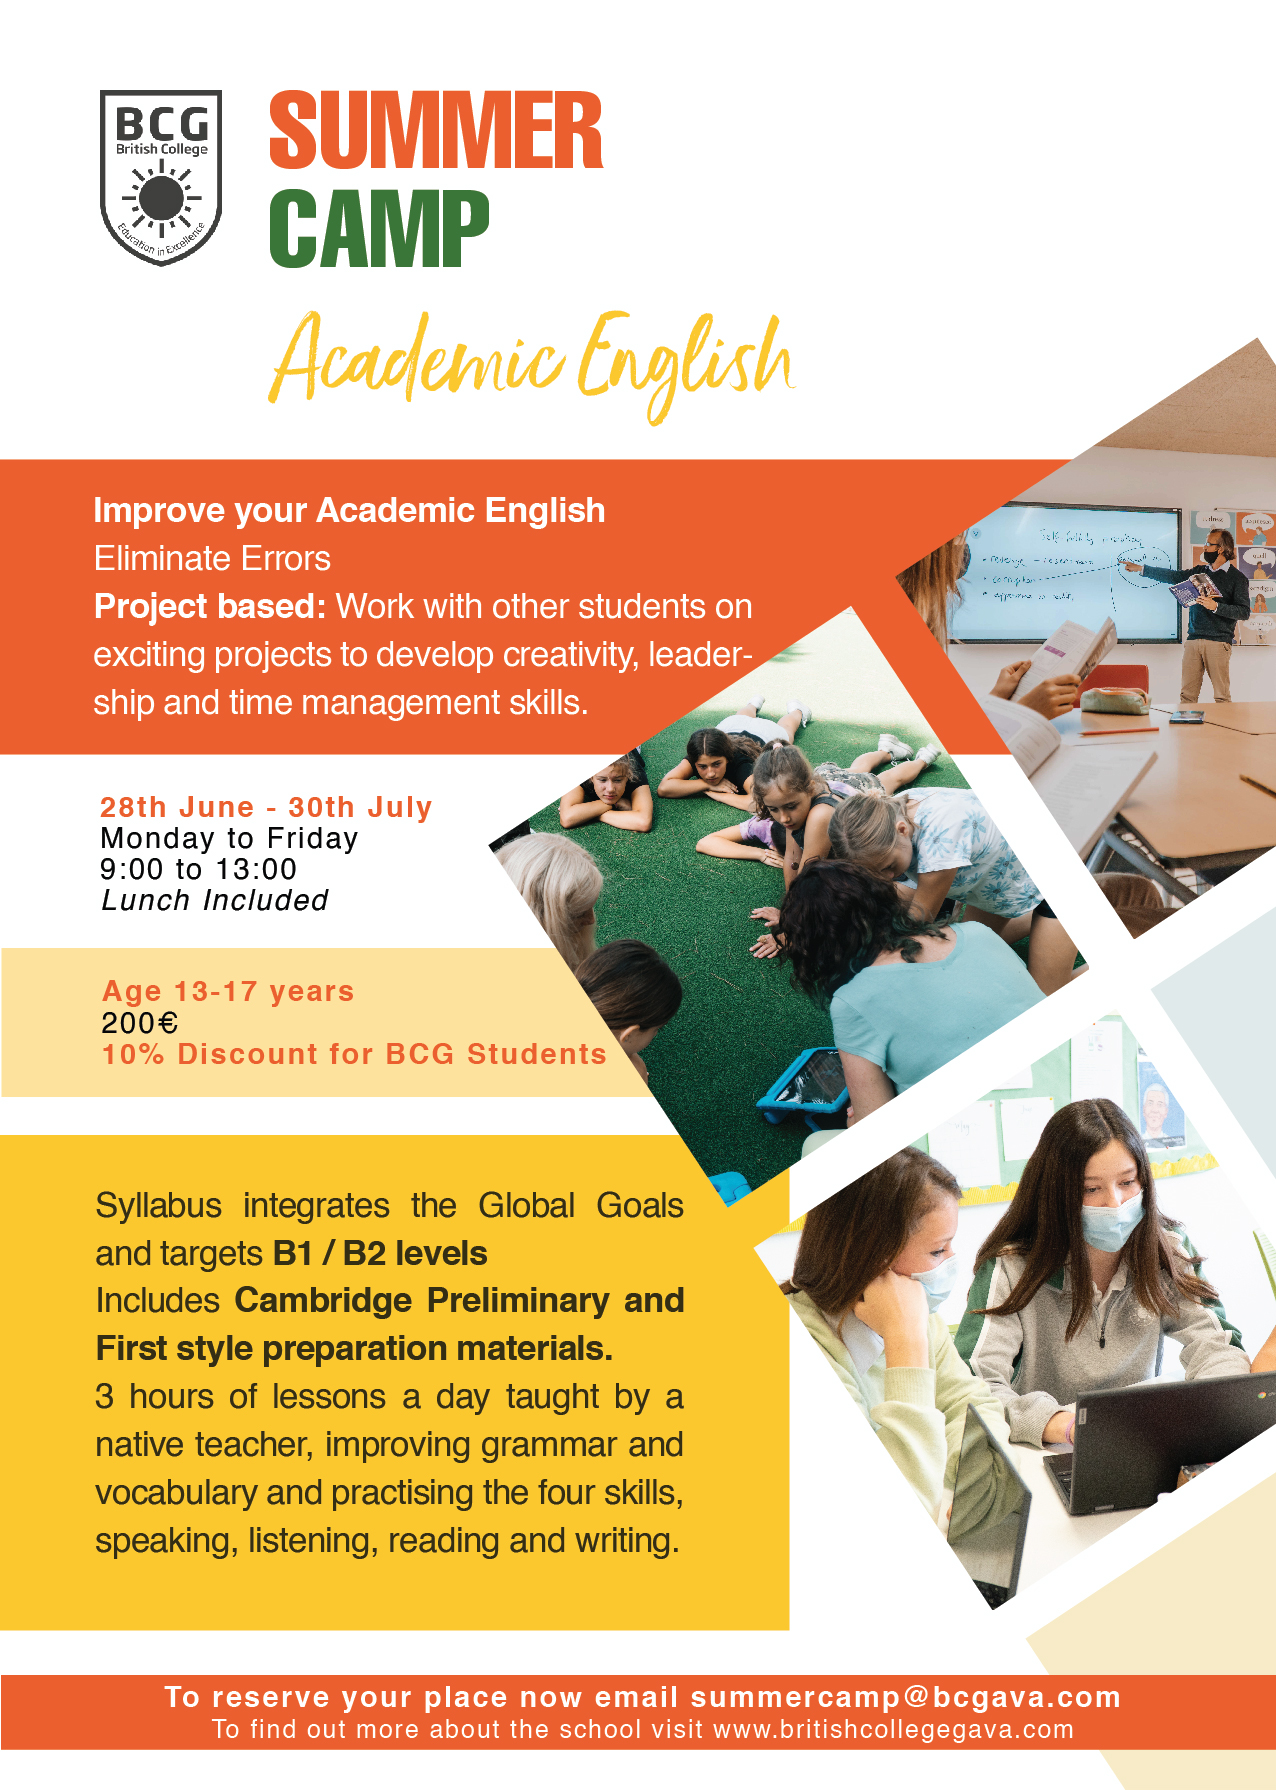 BCG
British College
Education in Excellence
SUMMER
CAMP
Academic English
Improve your Academic English
Eliminate Errors
Project based: Work with other students on
exciting projects to develop creativity, leader-
ship and time management skills.
28th June - 30th July
Monday to Friday
9:00 to 13:00
Lunch Included
Age 13-17 years
200€
10% Discount for BCG Students
Syllabus integrates the Global Goals
and targets B1 / B2 levels
Includes Cambridge Preliminary and
First style preparation materials.
3 hours of lessons a day taught by a
native teacher, improving grammar and
vocabulary and practising the four skills,
speaking, listening, reading and writing.
To reserve your place now email summercamp@bcgava.com
To find out more about the school visit www.britishcollegegava.com